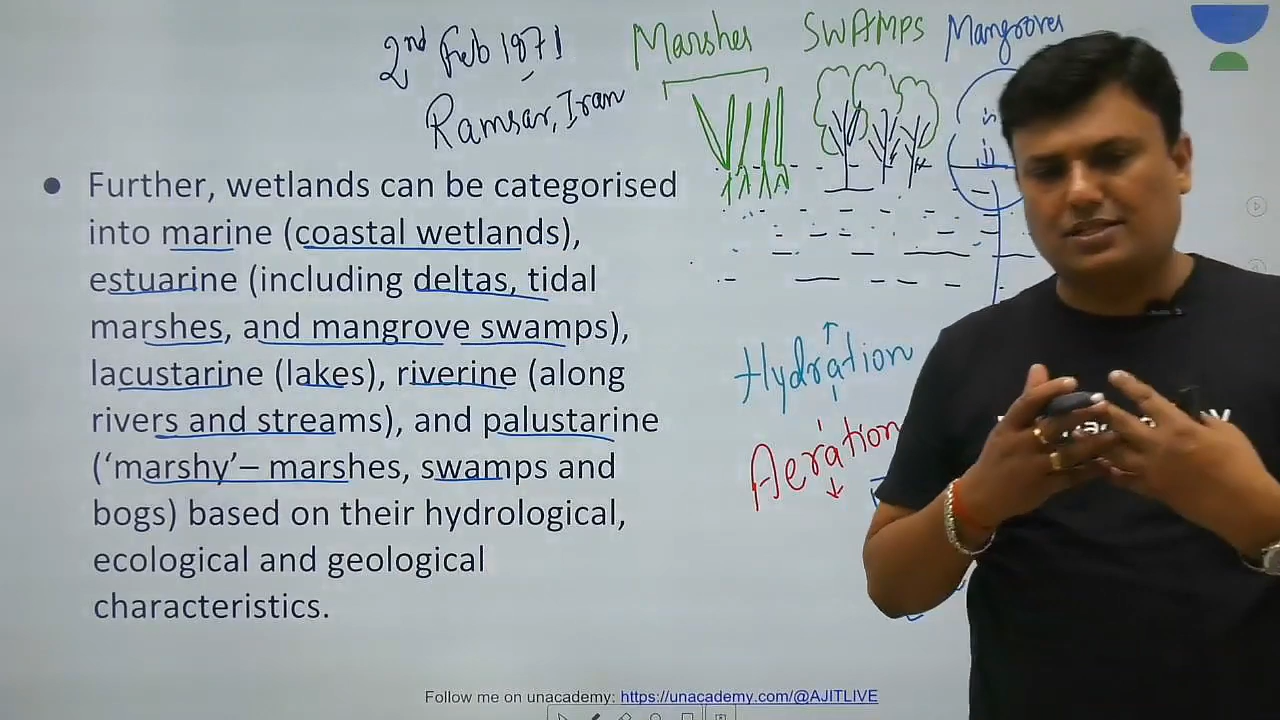 2nd Feb 1971
Ramsar, Iran
Marshes
SWAMPS
Mangroves
• Further, wetlands can be categorised
into marine (coastal wetlands),
estuarine (including deltas, tidal
marshes, and mangrove swamps),
lacustarine (lakes), riverine (along
rivers and streams), and palustarine
(‘marshy’– marshes, swamps and
bogs) based on their hydrological,
ecological and geological
characteristics.
Hydration
Aeration
Follow me on unacademy: https://unacademy.com/@AJITLIVE